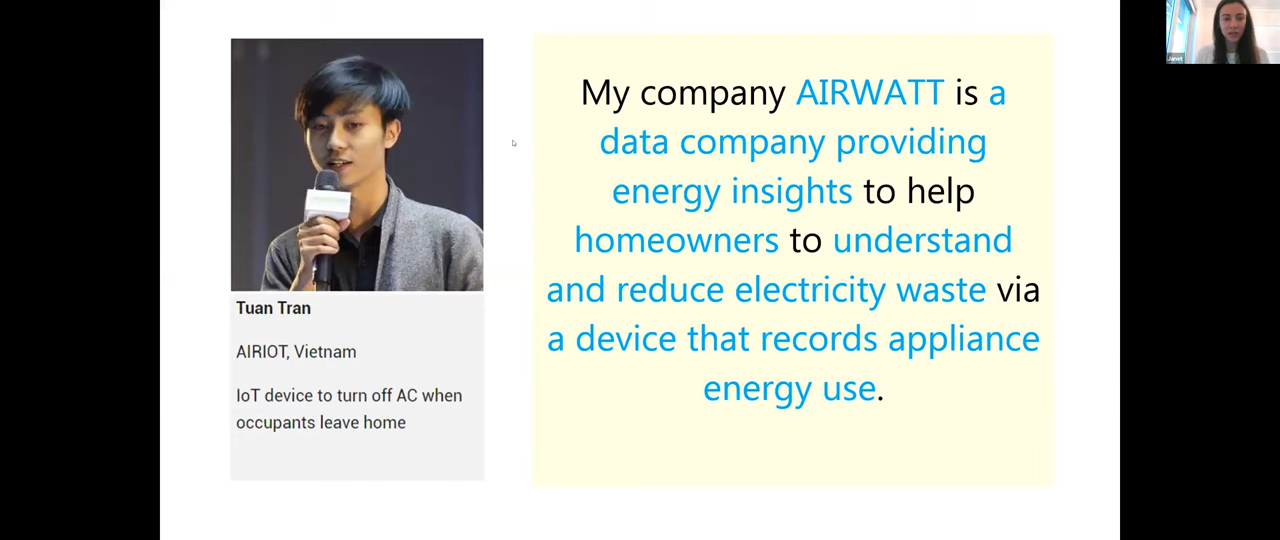 Tuan Tran
AIRIOT, Vietnam
IoT device to turn off AC when
occupants leave home
My company AIRWATT is a
data company providing
energy insights to help
homeowners to understand
and reduce electricity waste via
a device that records appliance
energy use.
Janet